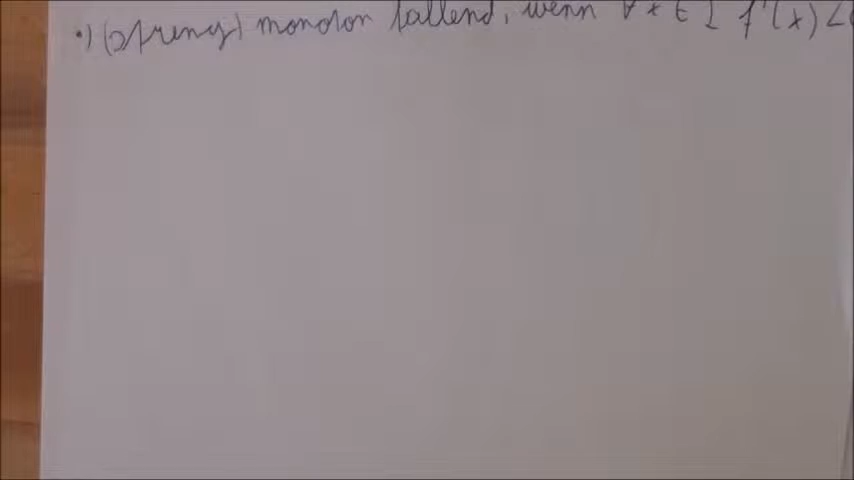 •) (streng) monoton fallend, wenn ∀ x ∈ I f'(x) <